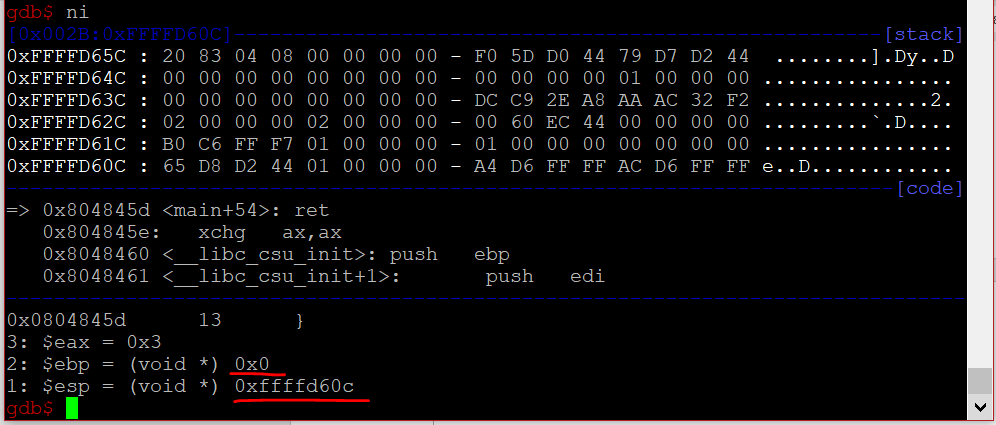 gdb$ ni
[0x002B:0xFFFFD60C]------------------------------------------------------[stack]
0xFFFFD65C : 20 83 04 08 00 00 00 00 - F0 5D D0 44 79 D7 D2 44  ........].Dy..D
0xFFFFD64C : 00 00 00 00 00 00 00 00 - 00 00 00 00 01 00 00 00 ................
0xFFFFD63C : 00 00 00 00 00 00 00 00 - DC C9 2E A8 AA AC 32 F2 ..............2.
0xFFFFD62C : 02 00 00 00 02 00 00 00 - 00 60 EC 44 00 00 00 00 .........`.D....
0xFFFFD61C : B0 C6 FF F7 01 00 00 00 - 01 00 00 00 00 00 00 00 ................
0xFFFFD60C : 65 D8 D2 44 01 00 00 00 - A4 D6 FF FF AC D6 FF FF e..D............
--------------------------------------------------------------------------[code]
=> 0x804845d <main+54>: ret
0x804845e: xchg ax,ax
0x8048460 <__libc_csu_init>: push ebp
0x8048461 <__libc_csu_init+1>: push edi
--------------------------------------------------------------------------------
0x0804845d 13 }
3: $eax = 0x3
2: $ebp = (void *) 0x0
1: $esp = (void *) 0xffffd60c
gdb$